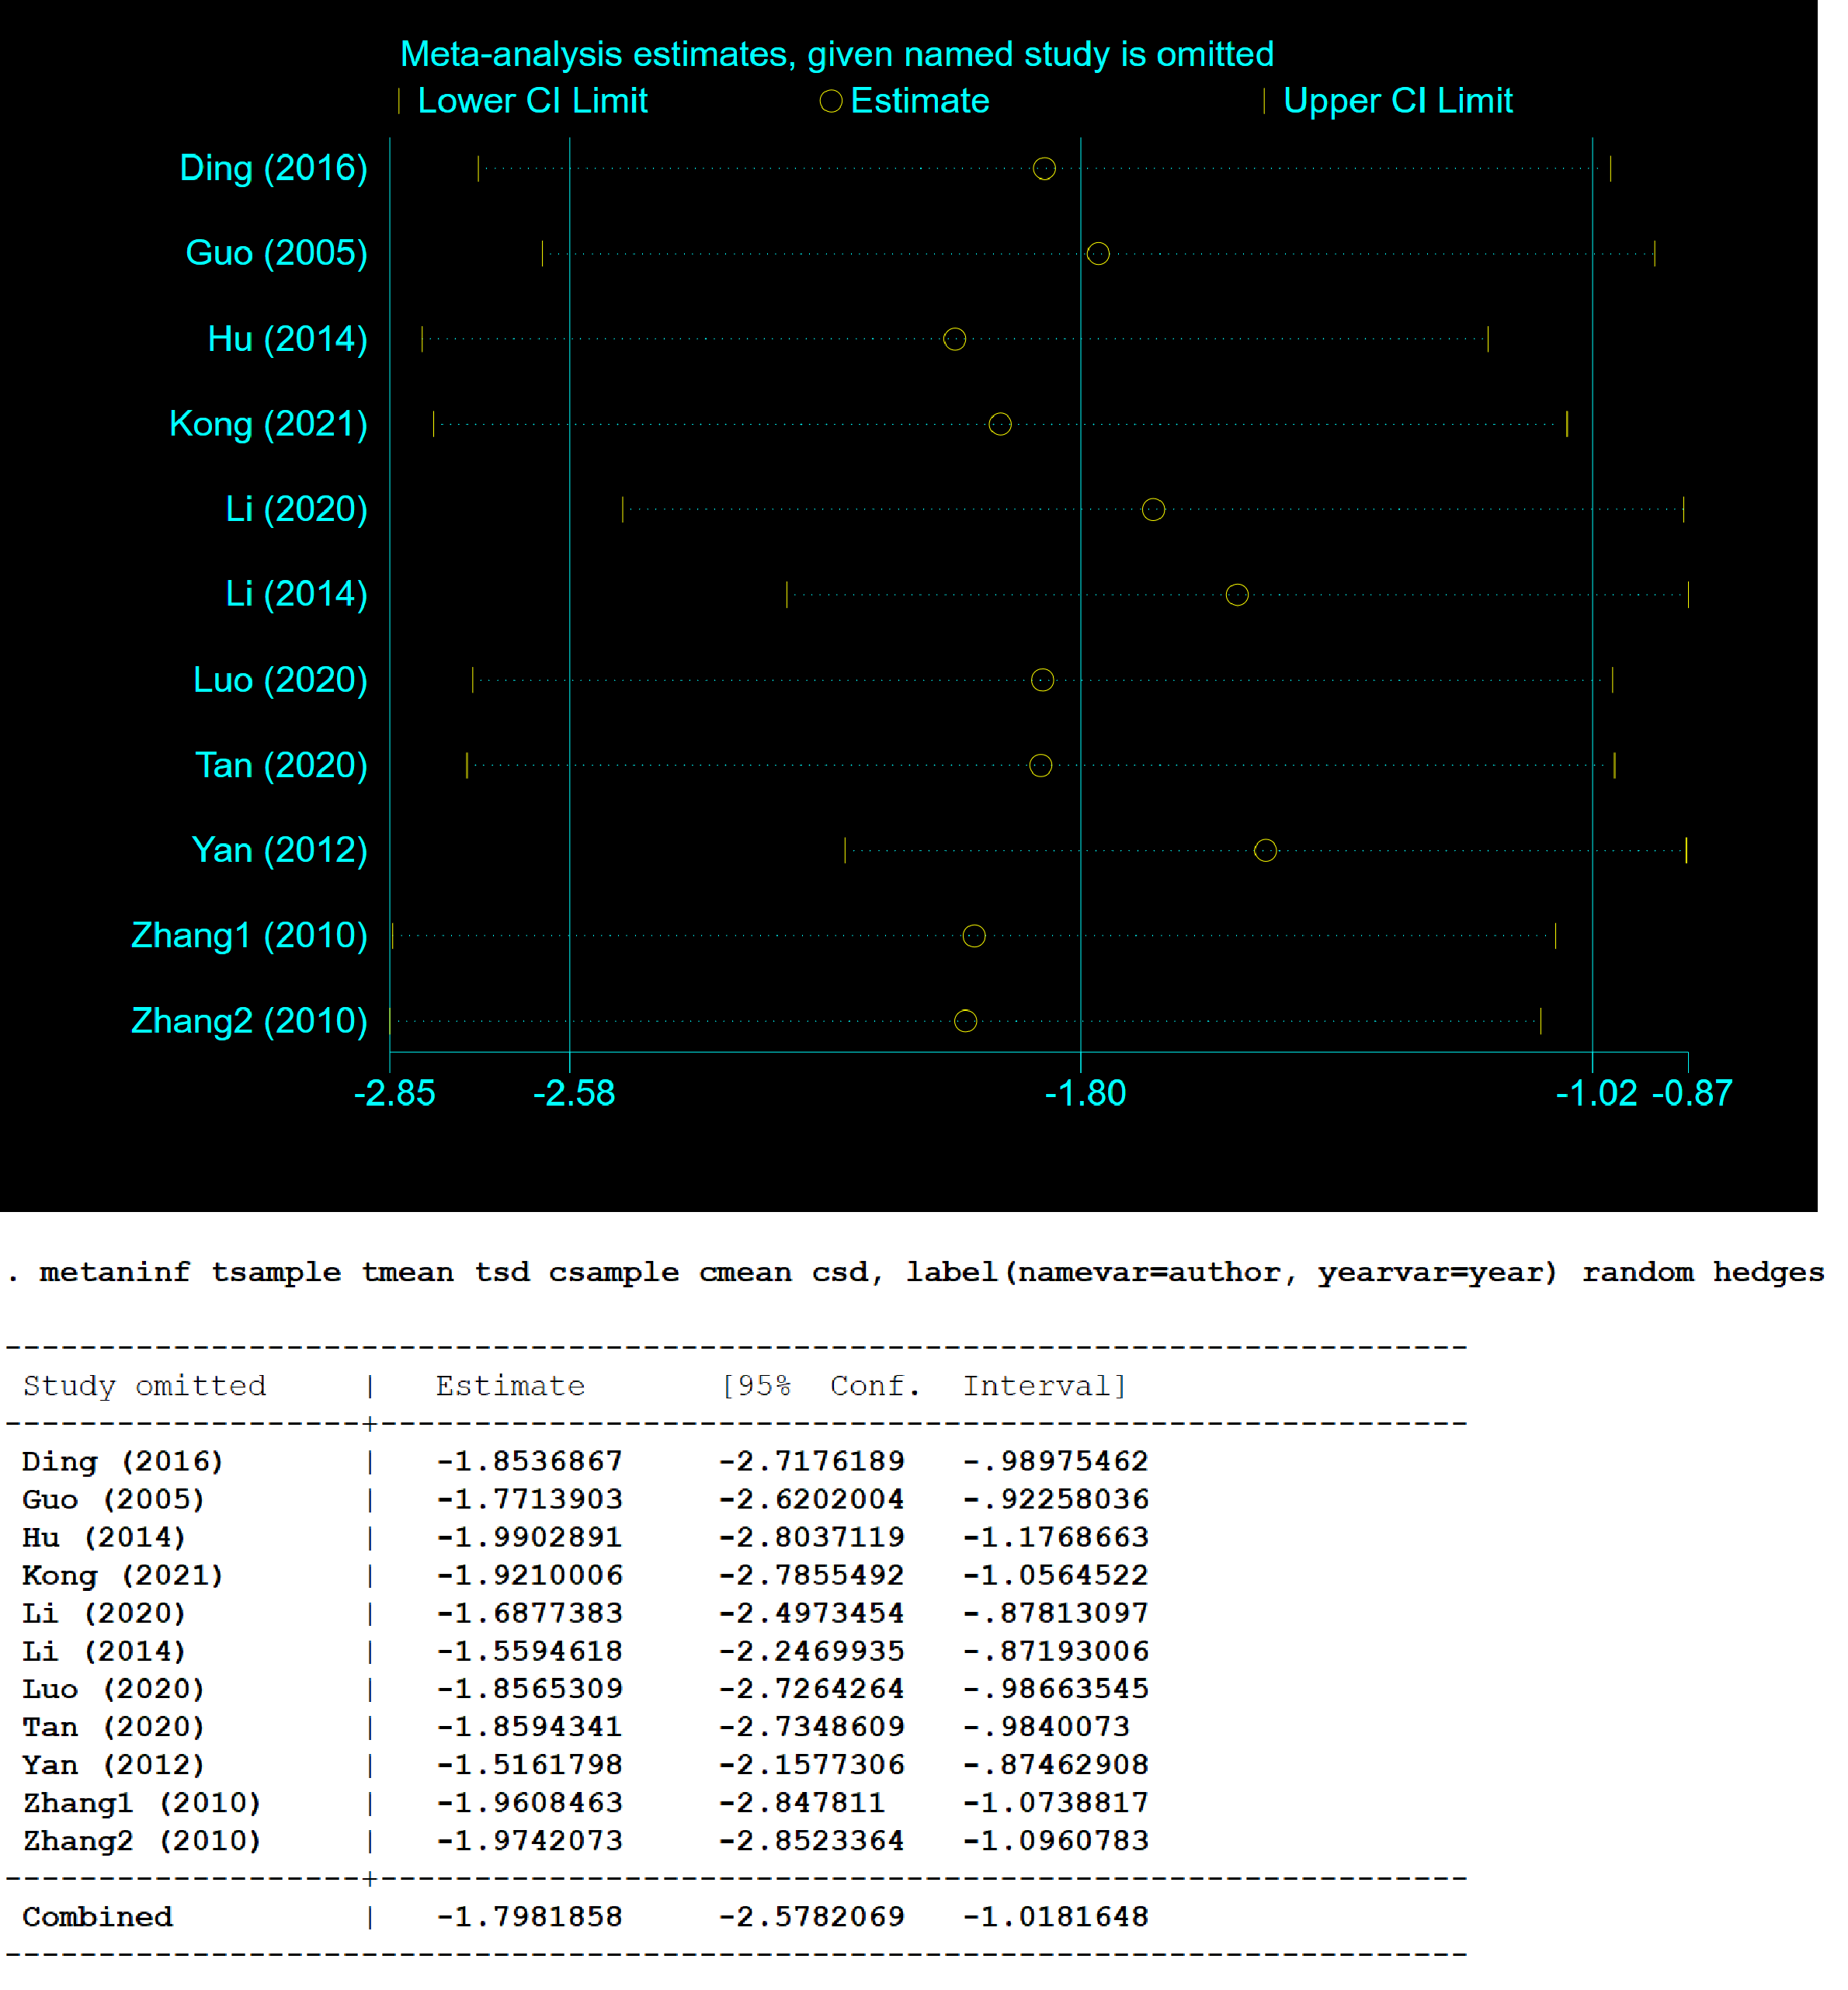 Meta-analysis estimates, given named study is omitted
Lower CI Limit Estimate Upper CI Limit
Ding (2016)
Guo (2005)
Hu (2014)
Kong (2021)
Li (2020)
Li (2014)
Luo (2020)
Tan (2020)
Yan (2012)
Zhang1 (2010)
Zhang2 (2010)
-2.85 -2.58 -1.80 -1.02 -0.87
. metaninf tsample tmean tsd csample cmean csd, label(namevar=author, yearvar=year) random hedges
Study omitted | Estimate [95% Conf. Interval]
Ding (2016) | -1.8536867 -2.7176189 -.98975462
Guo (2005) | -1.7713903 -2.6202004 -.92258036
Hu (2014) | -1.9902891 -2.8037119 -1.1768663
Kong (2021) | -1.9210006 -2.7855492 -1.0564522
Li (2020) | -1.6877383 -2.4973454 -.87813097
Li (2014) | -1.5594618 -2.2469935 -.87193006
Luo (2020) | -1.8565309 -2.7264264 -.98663545
Tan (2020) | -1.8594341 -2.7348609 -.9840073
Yan (2012) | -1.5161798 -2.1577306 -.87462908
Zhang1 (2010) | -1.9608463 -2.847811 -1.0738817
Zhang2 (2010) | -1.9742073 -2.8523364 -1.0960783
Combined | -1.7981858 -2.5782069 -1.0181648